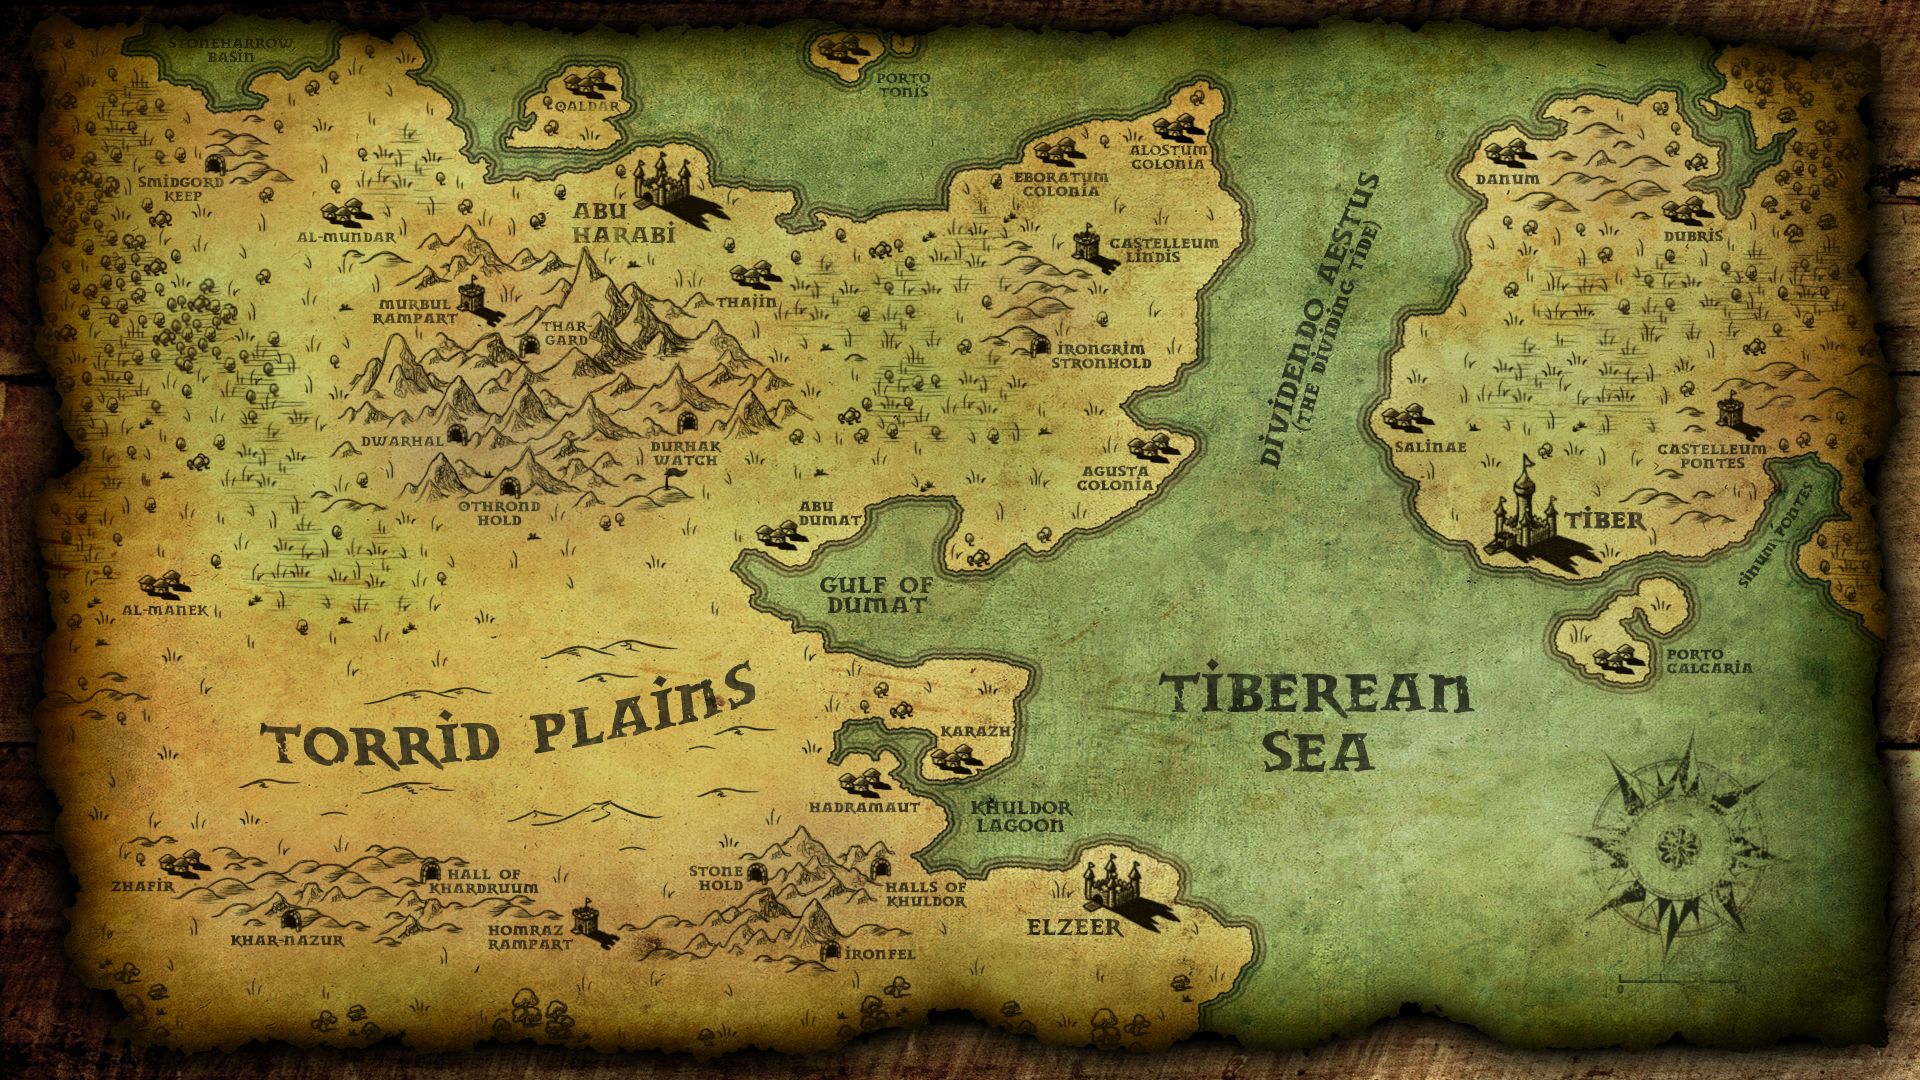 STONEHARROW
BASIN
PORTO
TONIS
QALDAR
ALOSTUM
COLONIA
EBORATUM
COLONIA
SMIDGORD
KEEP
DANUM
ABU
HARABI
AL-MUNDAR
CASTELLEUM
LINDIS
DUBRIS
MURBUL
RAMPART
THAJIN
THAR-
GARD
IRONGRIM
STRONHOLD
DIVIDENDO AESTUS
(THE DIVIDING TIDE)
DWARHAL
DURHAK
WATCH
SALINAE
CASTELLEUM
PONTES
AGUSTA
COLONIA
OTHROND
HOLD
ABU
DUMAT
TIBER
SINUM PONTES
GULF OF
DUMAT
AL-MANEK
PORTO
CALCARIA
TORRID PLAINS
TIBEREAN
SEA
KARAZH
HADRAMAUT
KHULDOR
LAGOON
ZHAFIR
HALL OF
KHARDRUUM
STONE
HOLD
HALLS OF
KHULDOR
KHAR-NAZUR
HOMRAZ
RAMPART
IRONFEL
ELZEER
0 50